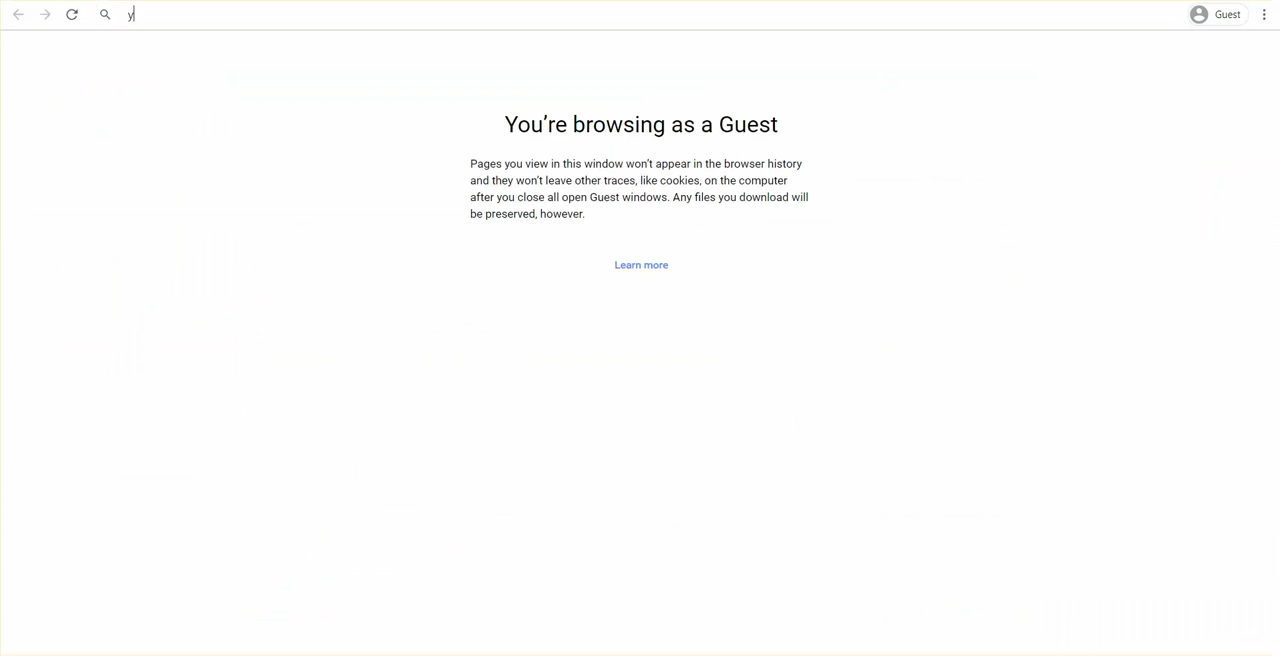 y
Guest
You’re browsing as a Guest
Pages you view in this window won’t appear in the browser history
and they won’t leave other traces, like cookies, on the computer
after you close all open Guest windows. Any files you download will
be preserved, however.
Learn more